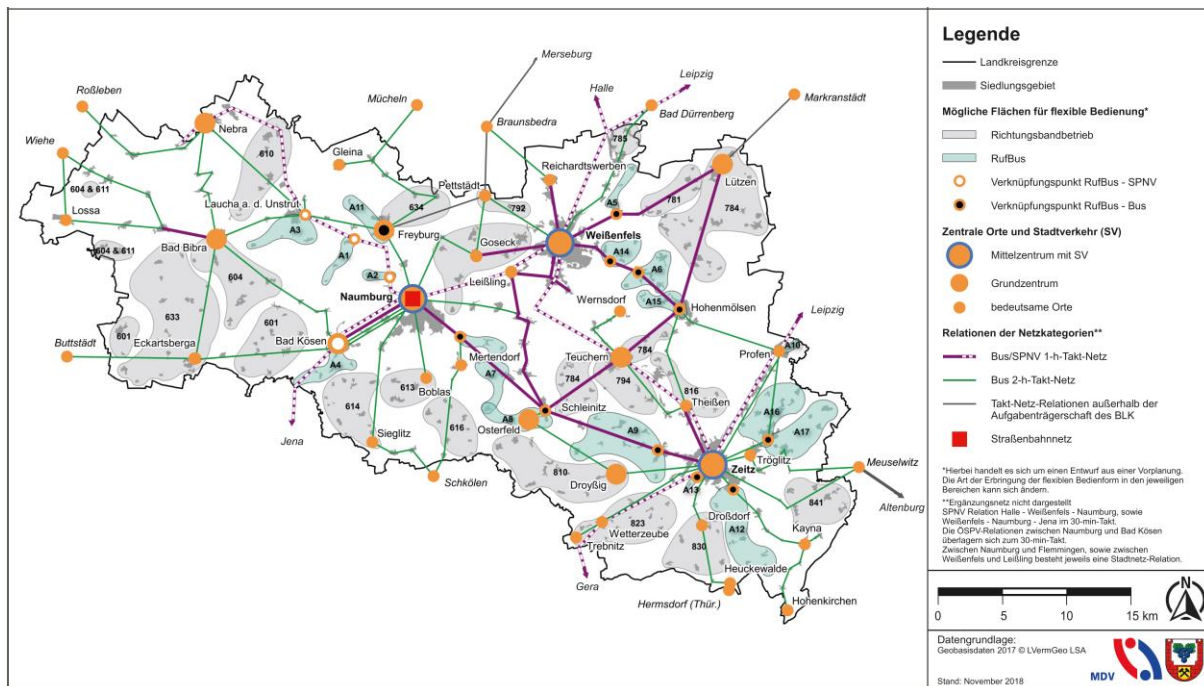 Merseburg
Halle
Leipzig
Roßleben
Mücheln
Markranstädt
Bad Dürrenberg
Braunsbedra
Nebra
785
Wiehe
610
Gleina
Reichardtswerben
604 & 611
Pettstädt
Lützen
Laucha a. d. Unstrut
A11
634
792
A5
781
Lossa
784
A3
Freyburg
Weißenfels
Bad Bibra
Goseck
604 & 611
A1
A14
604
A2
Leißling
A6
Naumburg
Wernsdorf
A15
Hohenmölsen
633
601
Leipzig
601
Bad Kösen
Buttstädt
Eckartsberga
Mertendorf
Teuchern
784
Profen
A10
A4
A7
784
794
816
613
Boblas
Theißen
614
Schleinitz
A16
616
A8
Osterfeld
A9
A17
Jena
Sieglitz
Tröglitz
810
Zeitz
Meuselwitz
Schkölen
Droyßig
A13
841
Altenburg
Droßdorf
823
A12
Kayna
Wetterzeube
Trebnitz
830
Heuckewalde
Gera
Hermsdorf (Thür.)
Hohenkirchen
Legende
Landkreisgrenze
Siedlungsgebiet
Mögliche Flächen für flexible Bedienung*
Richtungsbandbetrieb
RufBus
Verknüpfungspunkt RufBus - SPNV
Verknüpfungspunkt RufBus - Bus
Zentrale Orte und Stadtverkehr (SV)
Mittelzentrum mit SV
Grundzentrum
bedeutsame Orte
Relationen der Netzkategorien**
Bus/SPNV 1-h-Takt-Netz
Bus 2-h-Takt-Netz
Takt-Netz-Relationen außerhalb der
Aufgabenträgerschaft des BLK
Straßenbahnnetz
*Hierbei handelt es sich um einen Entwurf aus einer Vorplanung.
Die Art der Erbringung der flexiblen Bedienform in den jeweiligen
Bereichen kann sich ändern.
**Ergänzungsnetz nicht dargestellt
SPNV Relation Halle - Weißenfels - Naumburg, sowie
Weißenfels - Naumburg - Jena im 30-min-Takt.
Die ÖSPV-Relationen zwischen Naumburg und Bad Kösen
überlagern sich zum 30-min-Takt.
Zwischen Naumburg und Flemmingen, sowie zwischen
Weißenfels und Leißling besteht jeweils eine Stadtnetz-Relation.
N
0 5 10 15 km
Datengrundlage:
Geobasisdaten 2017 © LVermGeo LSA
MDV
Stand: November 2018